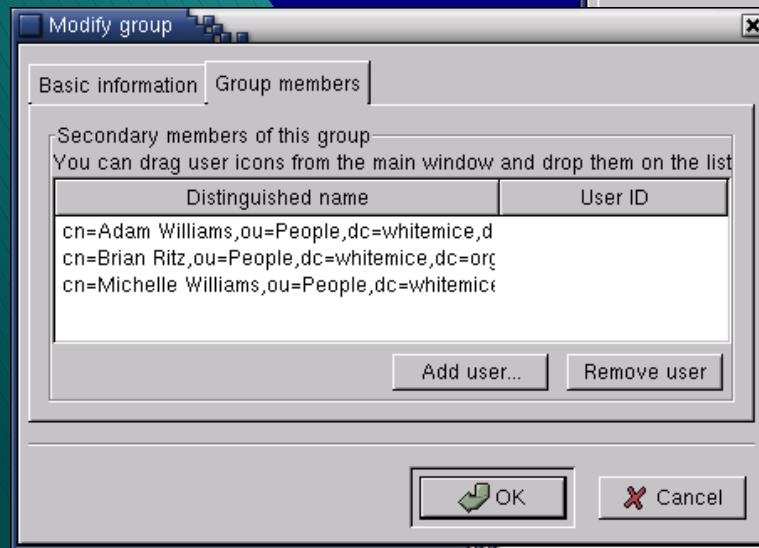 Modify group
Basic information Group members
Secondary members of this group
You can drag user icons from the main window and drop them on the list
Distinguished name User ID
cn=Adam Williams,ou=People,dc=whitemice,d
cn=Brian Ritz,ou=People,dc=whitemice,dc=org
cn=Michelle Williams,ou=People,dc=whitemice
Add user... Remove user
OK Cancel